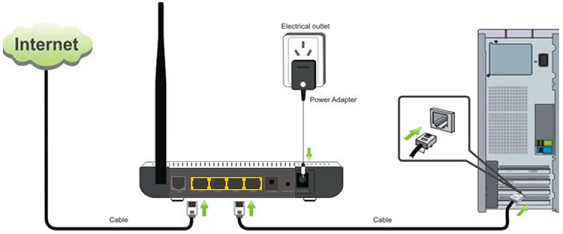 Internet
Electrical outlet
Power Adapter
Cable
Cable